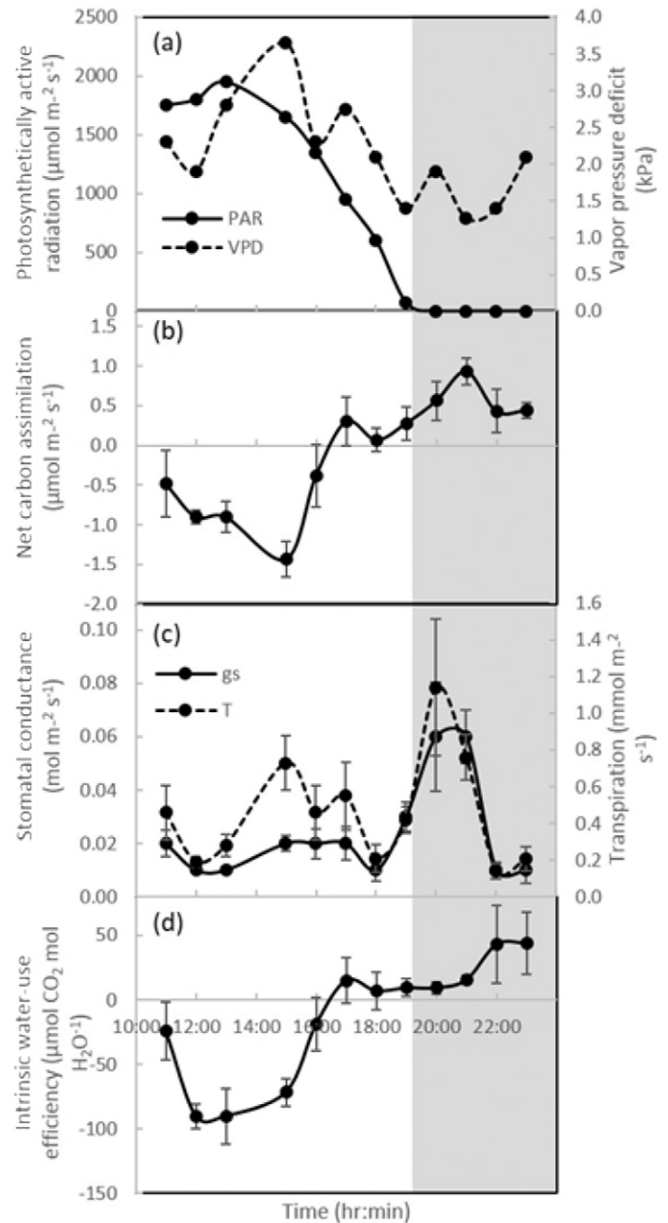 2500
2000
1500
1000
500
0
Photosynthetically active
radiation (µmol m-² s-¹)
(a)
PAR
VPD
4.0
3.5
3.0
2.5
2.0
1.5
1.0
0.5
0.0
Vapor pressure deficit
(kPa)
1.5
1.0
0.5
0.0
-0.5
-1.0
-1.5
-2.0
Net carbon assimilation
(µmol m-² s-¹)
(b)
0.10
0.08
0.06
0.04
0.02
0.00
Stomatal conductance
(mol m-² s-¹)
(c)
gs
T
1.6
1.4
1.2
1.0
0.8
0.6
0.4
0.2
0.0
Transpiration (mmol m-²
s-¹)
50
0
-50
-100
-150
Intrinsic water-use
efficiency (µmol CO₂ mol
H₂O-¹)
(d)
10:00 12:00 14:00 16:00 18:00 20:00 22:00
Time (hr:min)